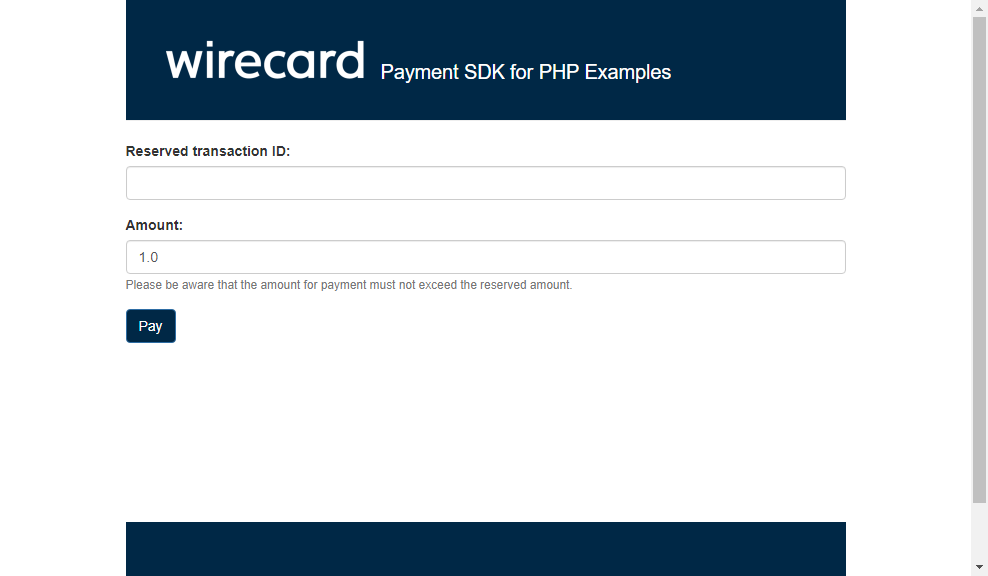 wirecard Payment SDK for PHP Examples
Reserved transaction ID:
Amount:
1.0
Please be aware that the amount for payment must not exceed the reserved amount.
Pay